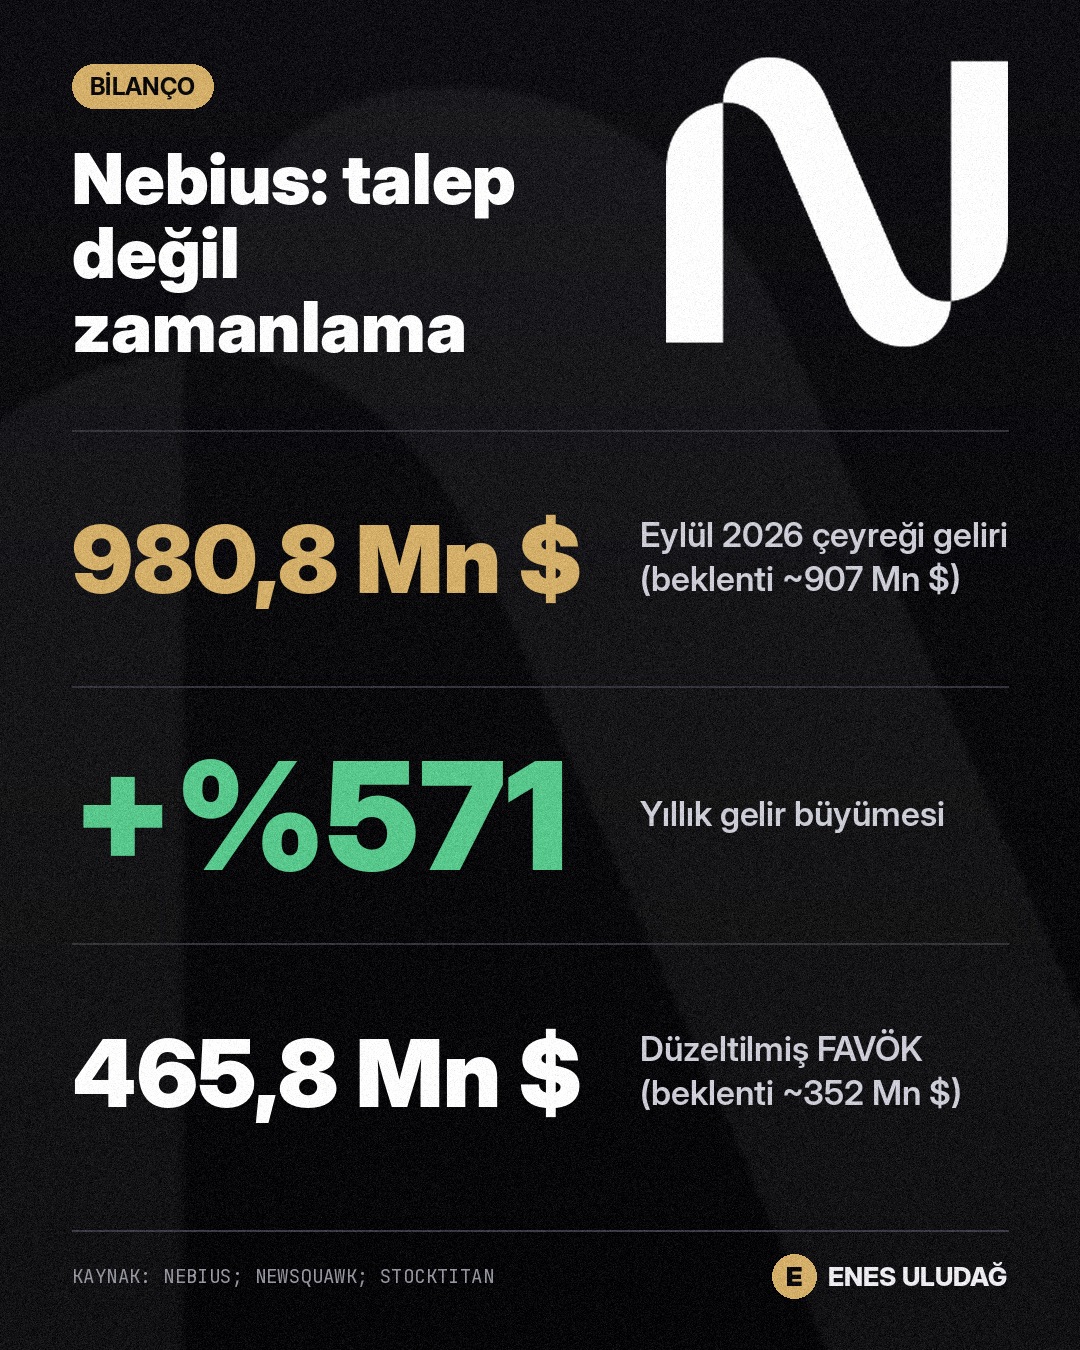 BİLANÇO
Nebius: talep
değil
zamanlama
980,8 Mn $
Eylül 2026 çeyreği geliri
(beklenti ~907 Mn $)
+%571
Yıllık gelir büyümesi
465,8 Mn $
Düzeltilmiş FAVÖK
(beklenti ~352 Mn $)
KAYNAK: NEBIUS; NEWSQUAWK; STOCKTITAN
E ENES ULUDAĞ